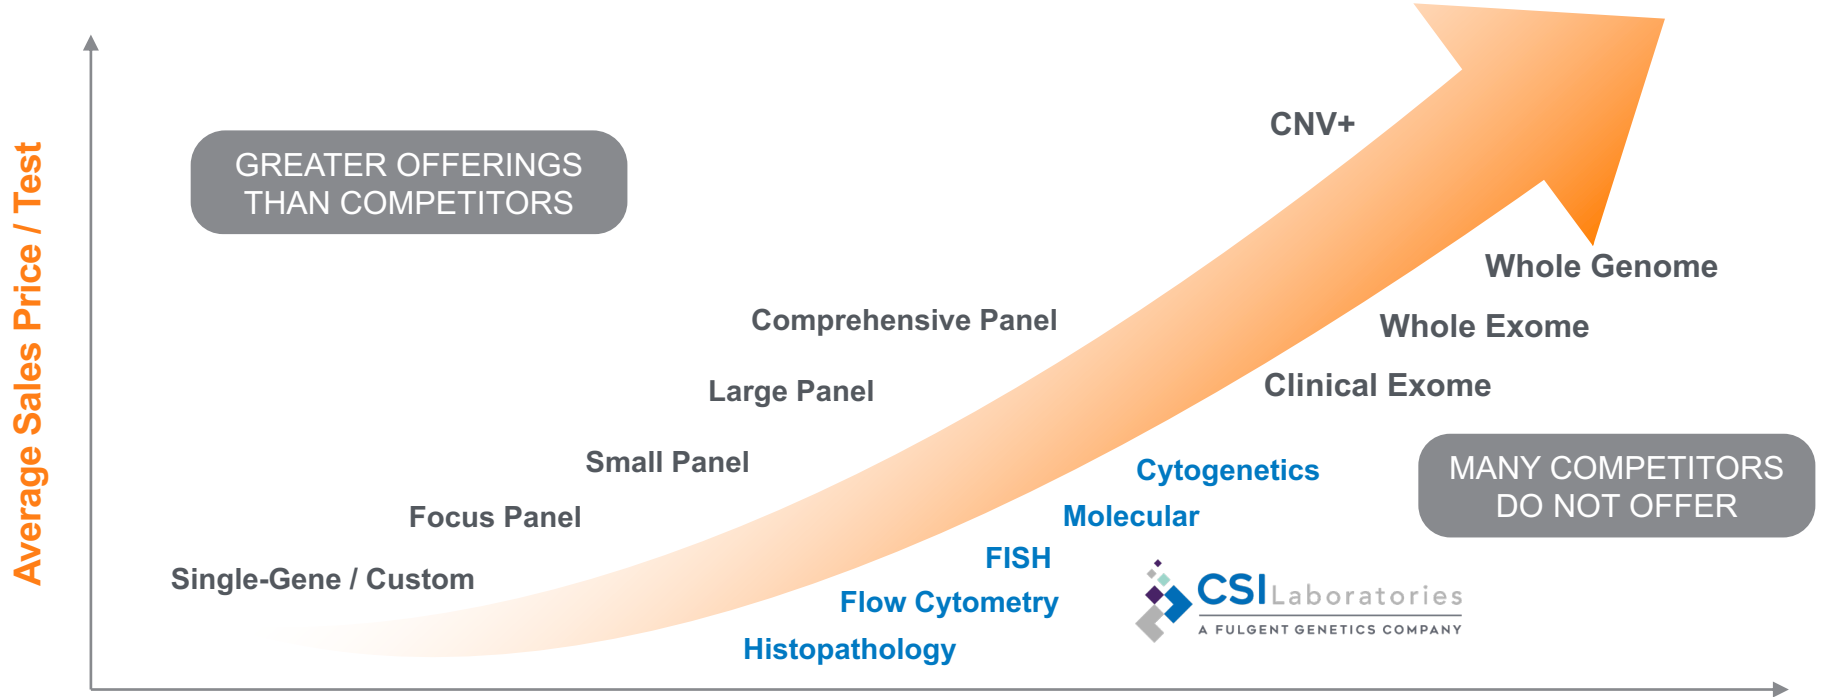 Average Sales Price / Test
GREATER OFFERINGS
THAN COMPETITORS
CNV+
Whole Genome
Comprehensive Panel
Whole Exome
Large Panel
Clinical Exome
Small Panel
Cytogenetics
MANY COMPETITORS
DO NOT OFFER
Focus Panel
Molecular
FISH
Single-Gene / Custom
Flow Cytometry
Histopathology
CSI Laboratories
A FULGENT GENETICS COMPANY